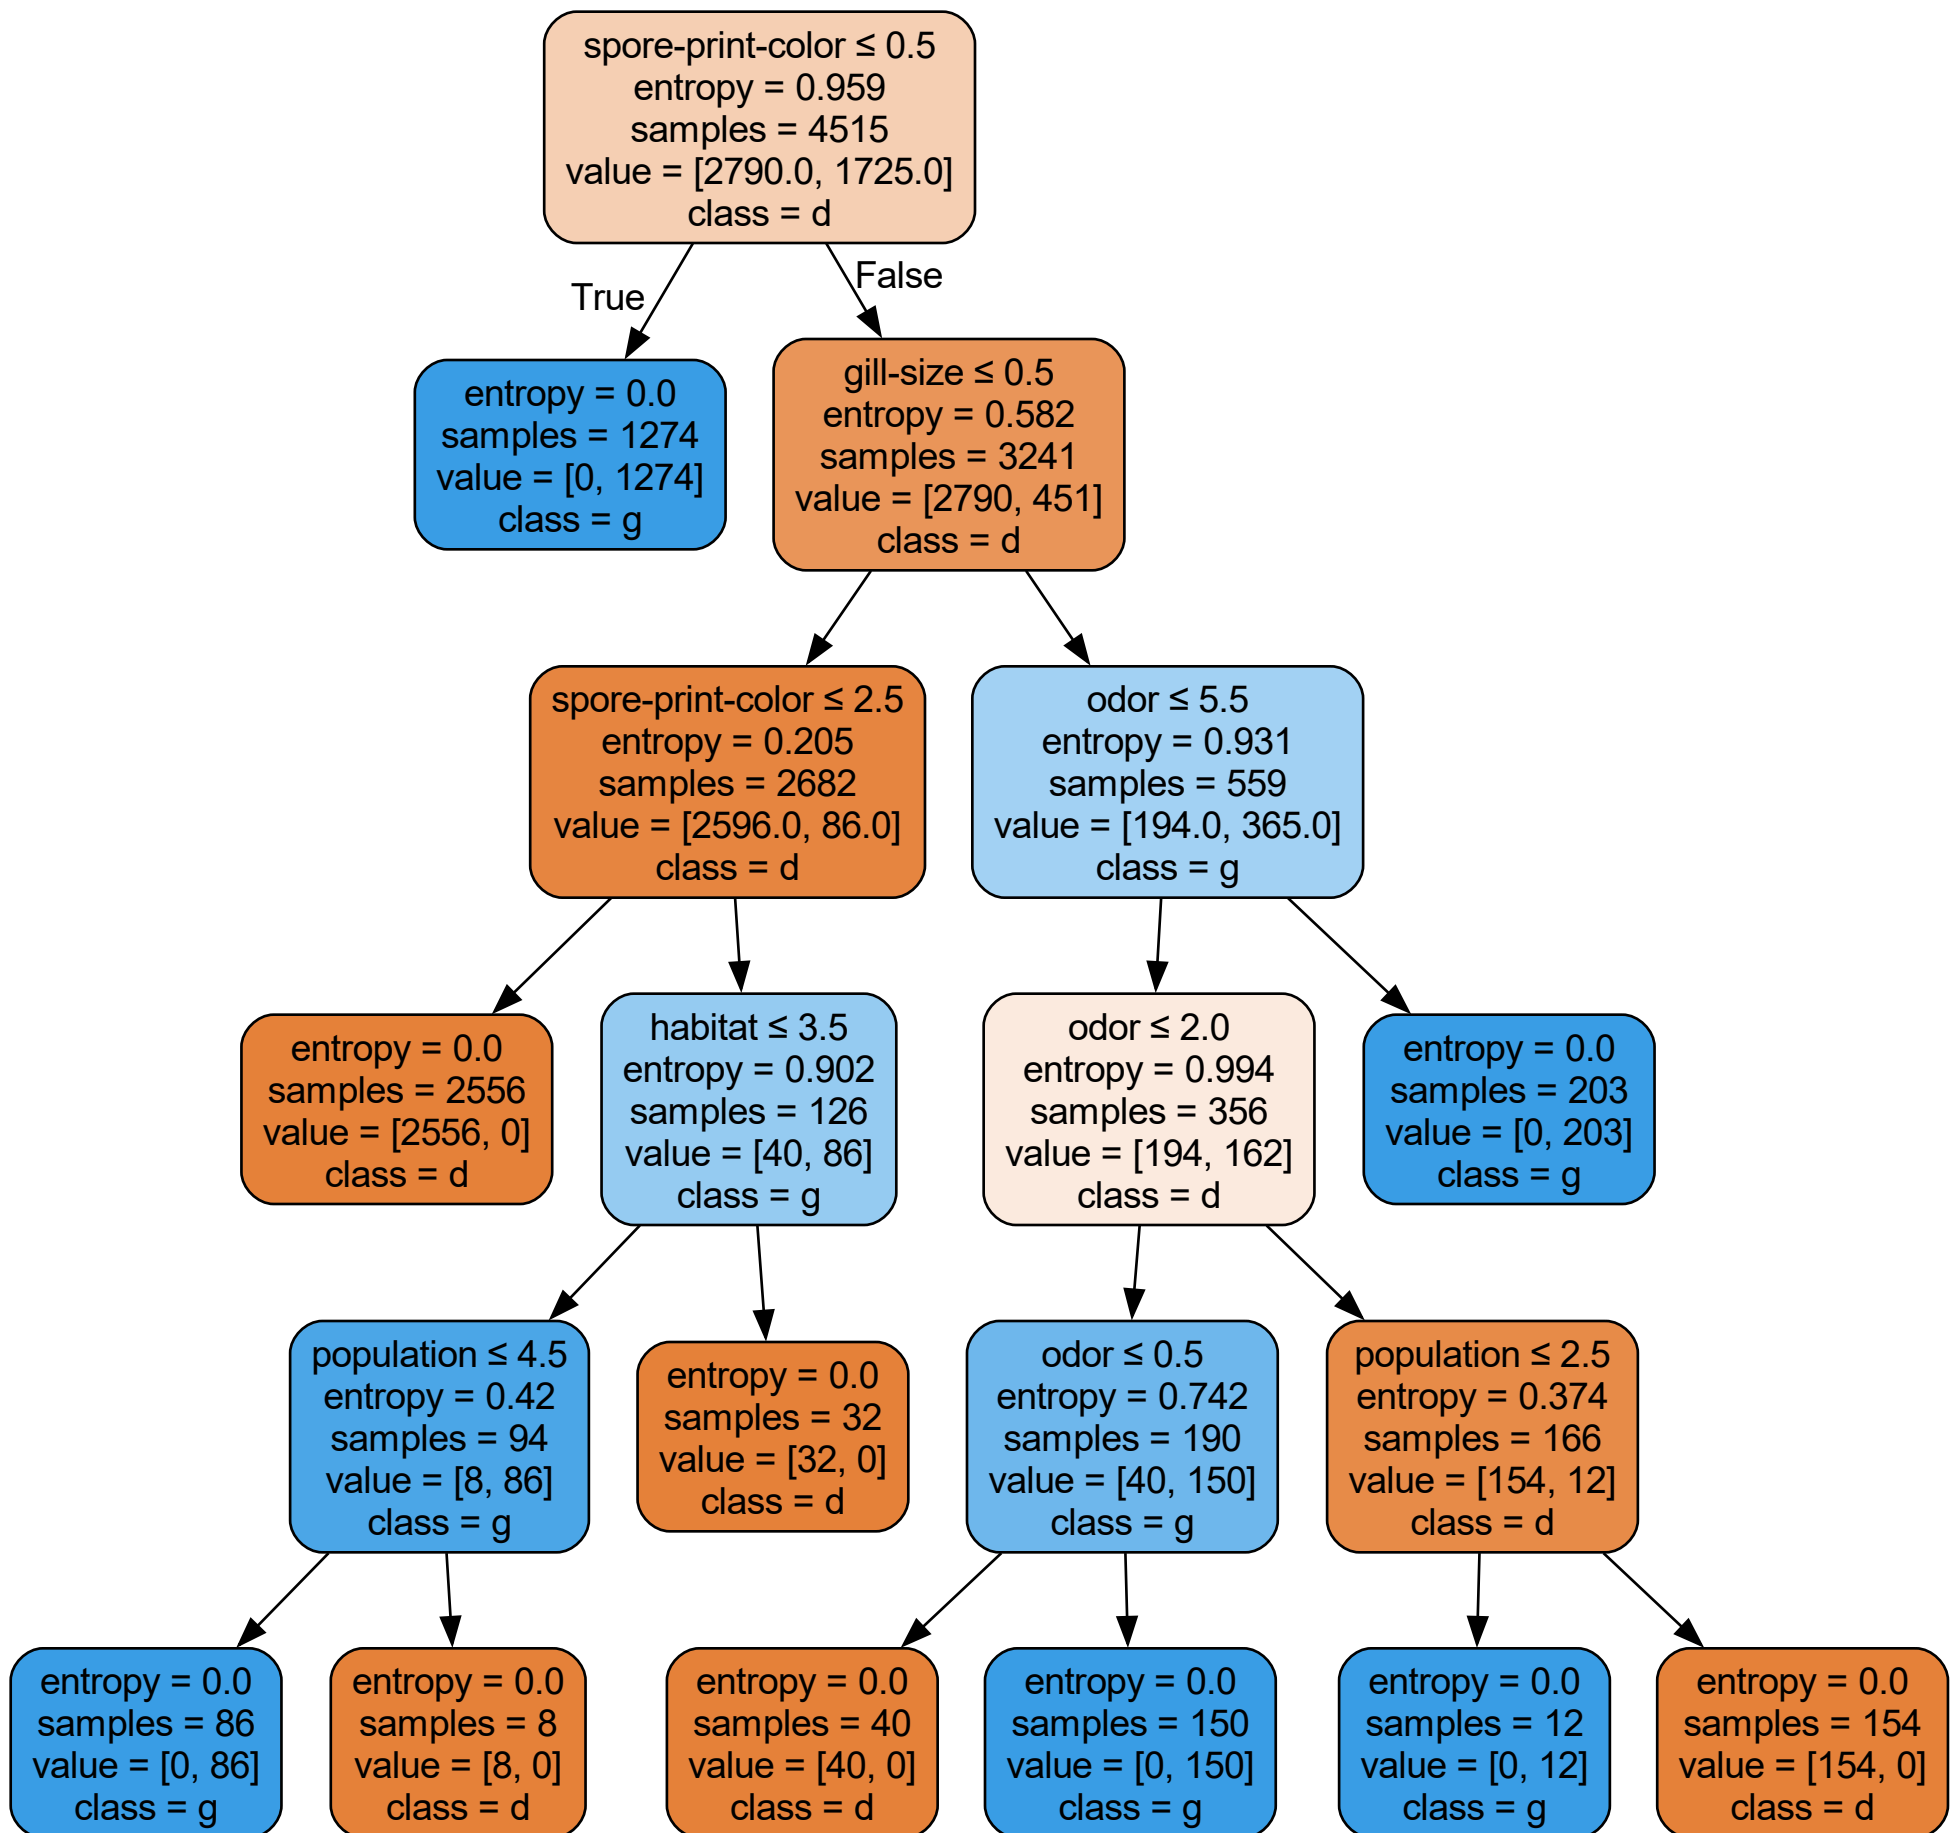 spore-print-color ≤ 0.5
entropy = 0.959
samples = 4515
value = [2790.0, 1725.0]
class = d
True
False
entropy = 0.0
samples = 1274
value = [0, 1274]
class = g
gill-size ≤ 0.5
entropy = 0.582
samples = 3241
value = [2790, 451]
class = d
spore-print-color ≤ 2.5
entropy = 0.205
samples = 2682
value = [2596.0, 86.0]
class = d
odor ≤ 5.5
entropy = 0.931
samples = 559
value = [194.0, 365.0]
class = g
entropy = 0.0
samples = 2556
value = [2556, 0]
class = d
habitat ≤ 3.5
entropy = 0.902
samples = 126
value = [40, 86]
class = g
odor ≤ 2.0
entropy = 0.994
samples = 356
value = [194, 162]
class = d
entropy = 0.0
samples = 203
value = [0, 203]
class = g
population ≤ 4.5
entropy = 0.42
samples = 94
value = [8, 86]
class = g
entropy = 0.0
samples = 32
value = [32, 0]
class = d
odor ≤ 0.5
entropy = 0.742
samples = 190
value = [40, 150]
class = g
population ≤ 2.5
entropy = 0.374
samples = 166
value = [154, 12]
class = d
entropy = 0.0
samples = 86
value = [0, 86]
class = g
entropy = 0.0
samples = 8
value = [8, 0]
class = d
entropy = 0.0
samples = 40
value = [40, 0]
class = d
entropy = 0.0
samples = 150
value = [0, 150]
class = g
entropy = 0.0
samples = 12
value = [0, 12]
class = g
entropy = 0.0
samples = 154
value = [154, 0]
class = d